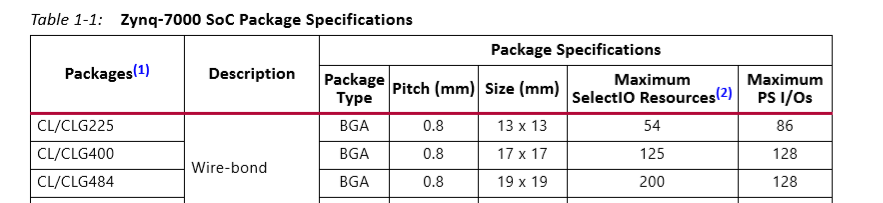 Table 1-1: Zynq-7000 SoC Package Specifications
Packages(1) Description Package Specifications
Package Type Pitch (mm) Size (mm) Maximum SelectIO Resources(2) Maximum PS I/Os
CL/CLG225 Wire-bond BGA 0.8 13 x 13 54 86
CL/CLG400 BGA 0.8 17 x 17 125 128
CL/CLG484 BGA 0.8 19 x 19 200 128